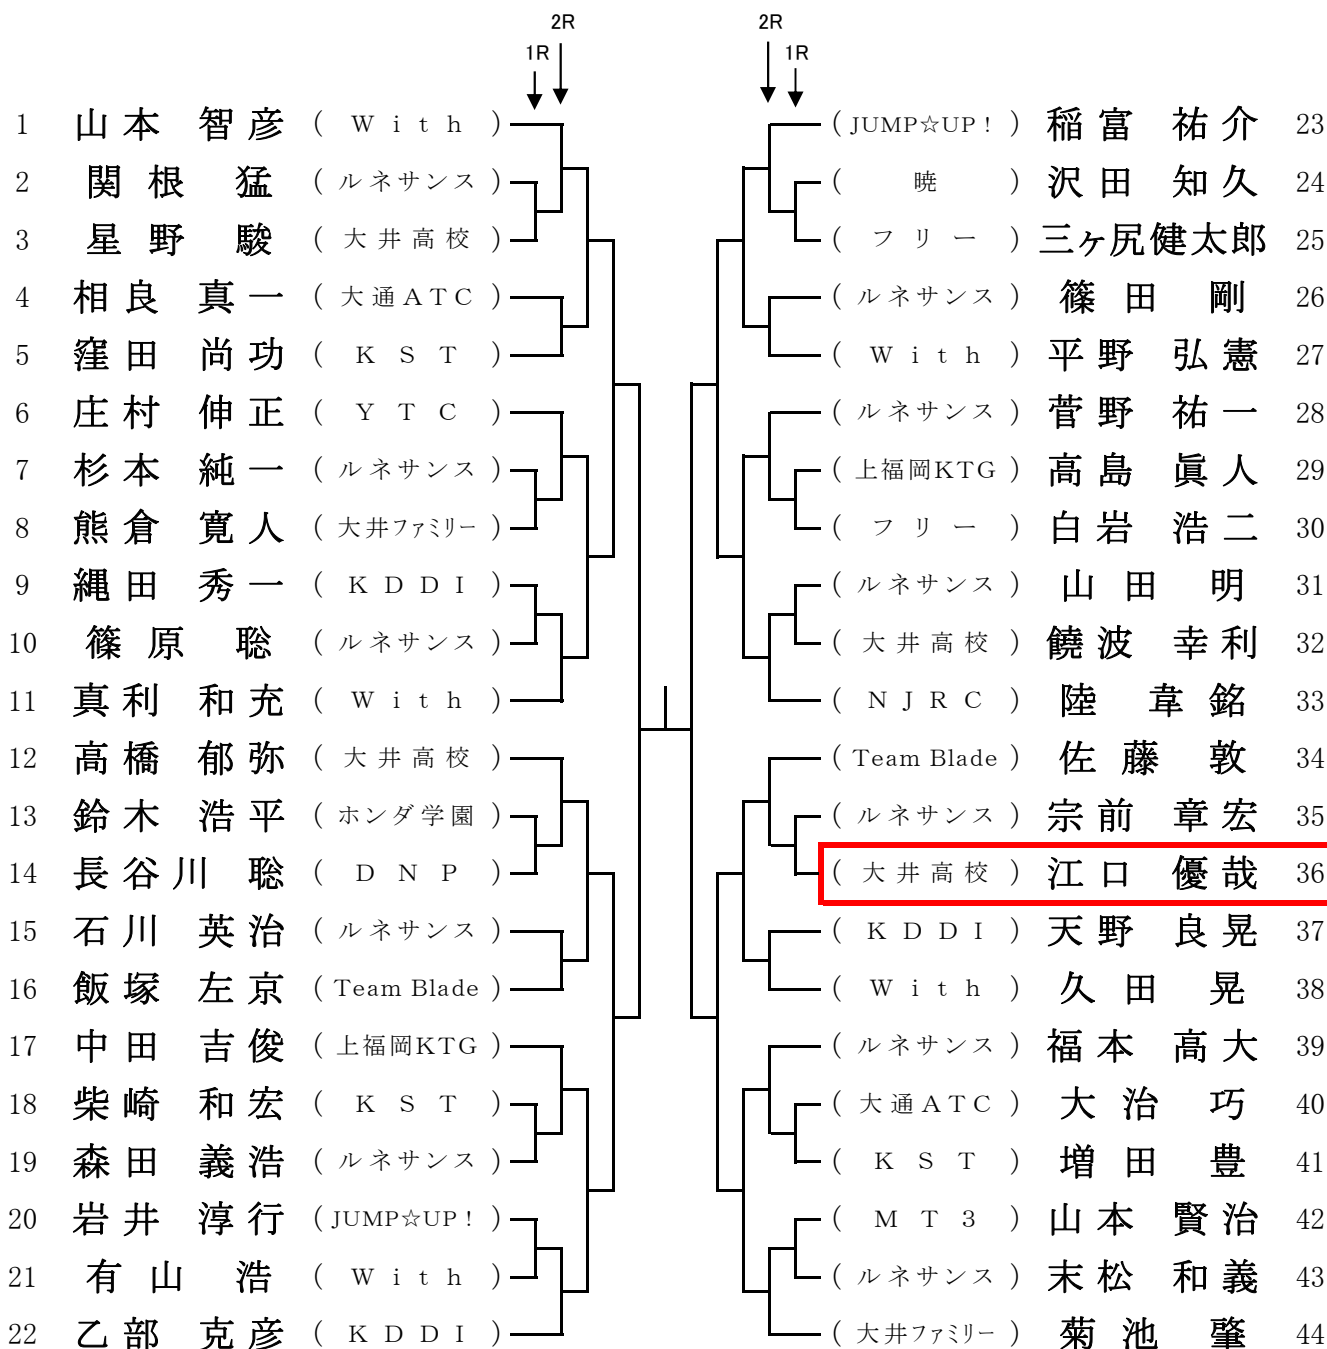 2R 2R
1R 1R
1 山本 智彦 ( With ) ( JUMP☆UP! ) 稲富 祐介 23
2 関根 猛 ( ルネサンス ) ( 暁 ) 沢田 知久 24
3 星野 駿 ( 大井高校 ) ( フリー ) 三ヶ尻健太郎 25
4 相良 真一 ( 大通ATC ) ( ルネサンス ) 篠田 剛 26
5 窪田 尚功 ( KST ) ( With ) 平野 弘憲 27
6 庄村 伸正 ( YTC ) ( ルネサンス ) 菅野 祐一 28
7 杉本 純一 ( ルネサンス ) ( 上福岡KTG ) 高島 眞人 29
8 熊倉 寛人 ( 大井ファミリー ) ( フリー ) 白岩 浩二 30
9 縄田 秀一 ( KDDI ) ( ルネサンス ) 山田 明 31
10 篠原 聡 ( ルネサンス ) ( 大井高校 ) 饒波 幸利 32
11 真利 和充 ( With ) ( NJRC ) 陸 韋銘 33
12 高橋 郁弥 ( 大井高校 ) ( Team Blade ) 佐藤 敦 34
13 鈴木 浩平 ( ホンダ学園 ) ( ルネサンス ) 宗前 章宏 35
14 長谷川 聡 ( DNP ) ( 大井高校 ) 江口 優哉 36
15 石川 英治 ( ルネサンス ) ( KDDI ) 天野 良晃 37
16 飯塚 左京 ( Team Blade ) ( With ) 久田 晃 38
17 中田 吉俊 ( 上福岡KTG ) ( ルネサンス ) 福本 高大 39
18 柴崎 和宏 ( KST ) ( 大通ATC ) 大治 巧 40
19 森田 義浩 ( ルネサンス ) ( KST ) 増田 豊 41
20 岩井 淳行 ( JUMP☆UP! ) ( MT3 ) 山本 賢治 42
21 有山 浩 ( With ) ( ルネサンス ) 末松 和義 43
22 乙部 克彦 ( KDDI ) ( 大井ファミリー ) 菊池 肇 44